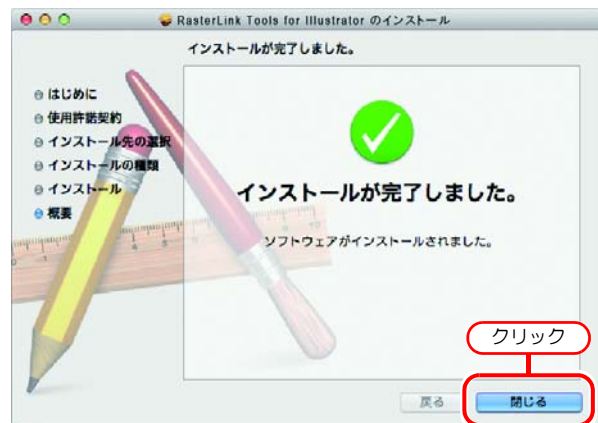 RasterLink Tools for Illustrator のインストール
インストールが完了しました。
はじめに
使用許諾契約
インストール先の選択
インストールの種類
インストール
概要
インストールが完了しました。
ソフトウェアがインストールされました。
クリック
戻る
閉じる